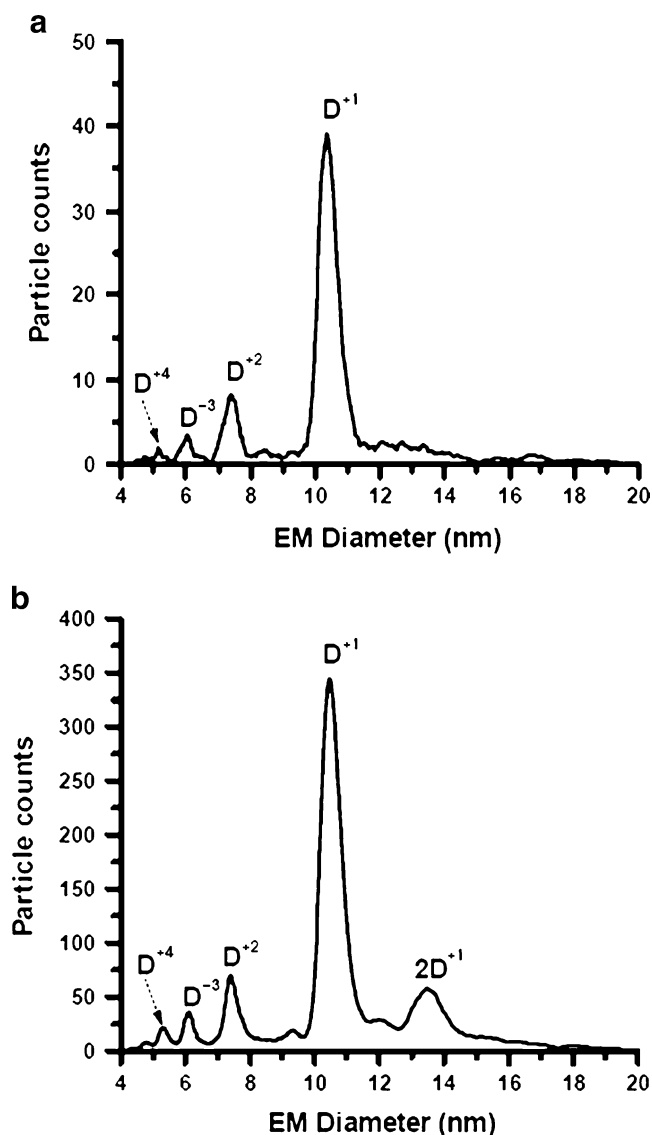 a
50
40
30
20
10
0
Particle counts
D+1
D+2
D−3
D+4
4 6 8 10 12 14 16 18 20
EM Diameter (nm)
b
400
350
300
250
200
150
100
50
0
Particle counts
D+1
2D+1
D+2
D−3
D+4
4 6 8 10 12 14 16 18 20
EM Diameter (nm)